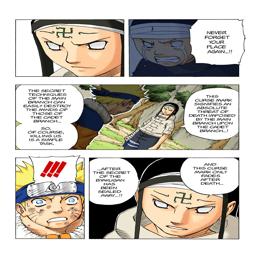 NEVER
FORGET
YOUR
PLACE
AGAIN...!!
THIS
CURSE MARK
SIGNIFIES AN
ABSOLUTE
THREAT OF
DEATH IMPOSED
BY THE MAIN
BRANCH UPON
THE CADET
BRANCH...!
THE SECRET
TECHNIQUES
OF THE MAIN
BRANCH CAN
EASILY DESTROY
THE MINDS
OF THOSE
OF THE CADET
BRANCH...
SO,
OF COURSE,
KILLING US
IS A SIMPLE
TASK.
AND
THIS CURSE
MARK ONLY
FADES
AFTER
DEATH...
...AFTER
THE SECRET
OF THE
BYAKUGAN
HAS BEEN
SEALED
AWAY...!!
!!!